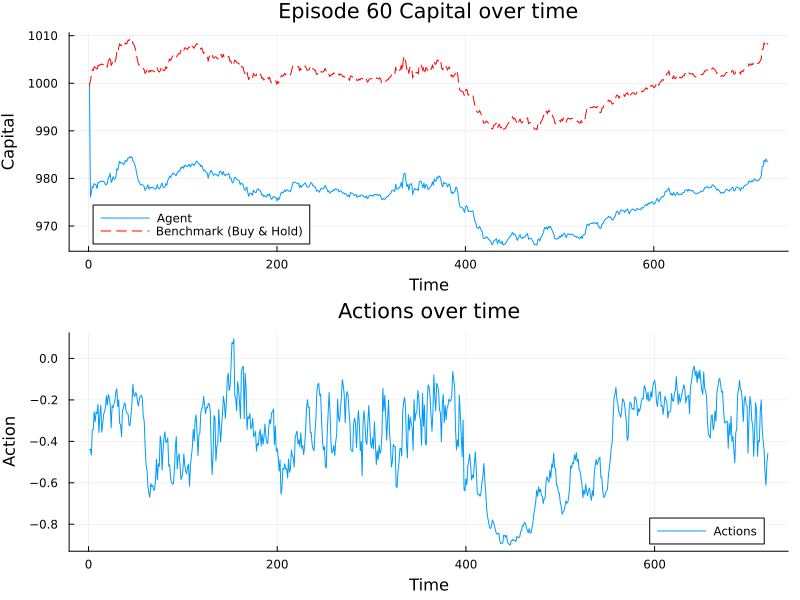 Episode 60 Capital over time
1010
1000
990
980
970
Capital
Agent
Benchmark (Buy & Hold)
0 200 400 600
Time
Actions over time
0.0
−0.2
−0.4
−0.6
−0.8
Action
Actions
0 200 400 600
Time